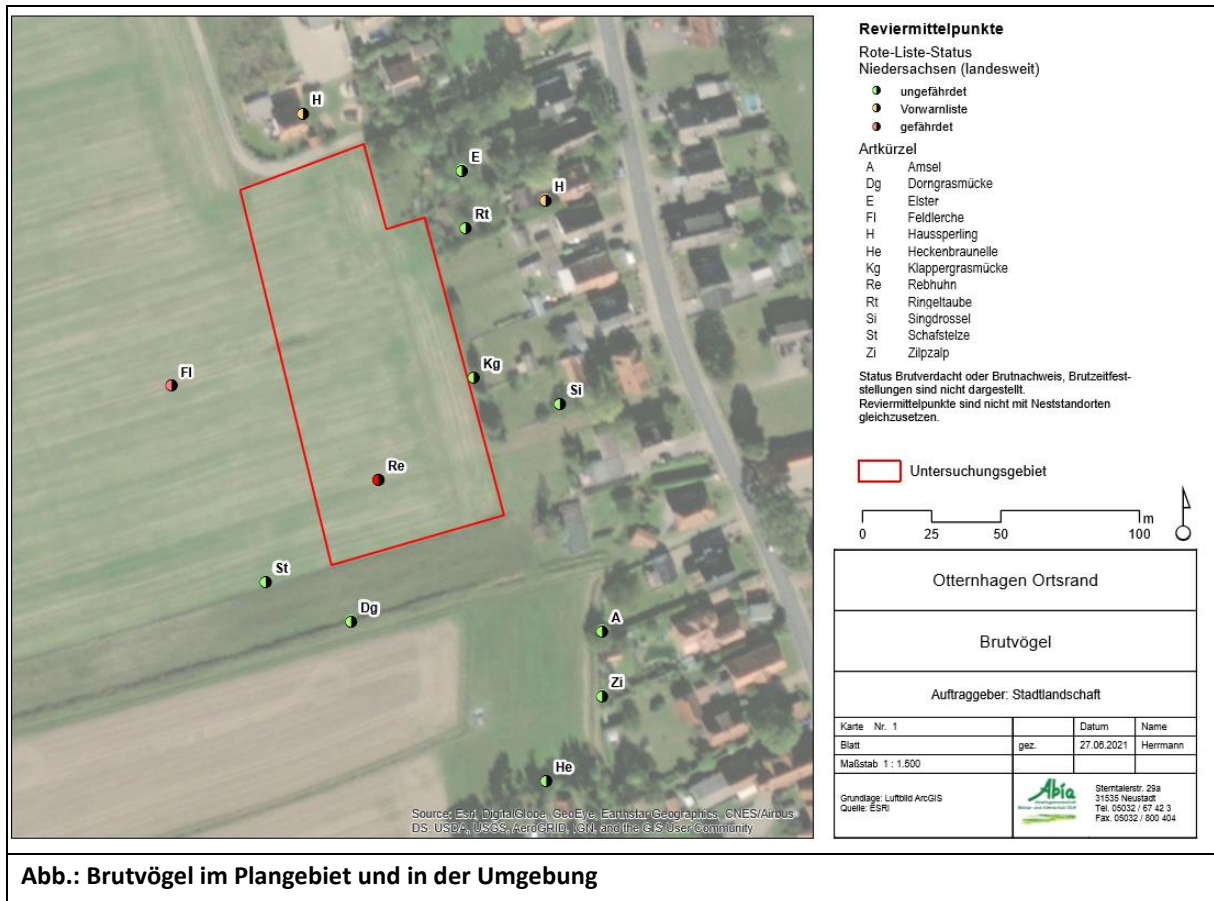 H
E
H
Rt
Fl
Kg
Si
Re
St
Dg
A
Zi
He
Source: Esri, DigitalGlobe, GeoEye, Earthstar Geographics, CNES/Airbus
DS, USDA, USGS, AeroGRID, IGN, and the GIS User Community
Reviermittelpunkte
Rote-Liste-Status
Niedersachsen (landesweit)
ungefährdet
Vorwarnliste
gefährdet
Artkürzel
A Amsel
Dg Dorngrasmücke
E Elster
Fl Feldlerche
H Haussperling
He Heckenbraunelle
Kg Klappergrasmücke
Re Rebhuhn
Rt Ringeltaube
Si Singdrossel
St Schafstelze
Zi Zilpzalp
Status Brutverdacht oder Brutnachweis, Brutzeitfest-
stellungen sind nicht dargestellt.
Reviermittelpunkte sind nicht mit Neststandorten
gleichzusetzen.
Untersuchungsgebiet
m
0 25 50 100
Otternhagen Ortsrand
Brutvögel
Auftraggeber: Stadtlandschaft
Karte Nr. 1 Datum Name
Blatt gez. 27.06.2021 Herrmann
Maßstab 1 : 1.500
Grundlage: Luftbild ArcGIS
Quelle: ESRI
Abia
Sterntalerstr. 29a
31535 Neustadt
Tel. 05032 / 67 42 3
Fax. 05032 / 800 404
Abb.: Brutvögel im Plangebiet und in der Umgebung